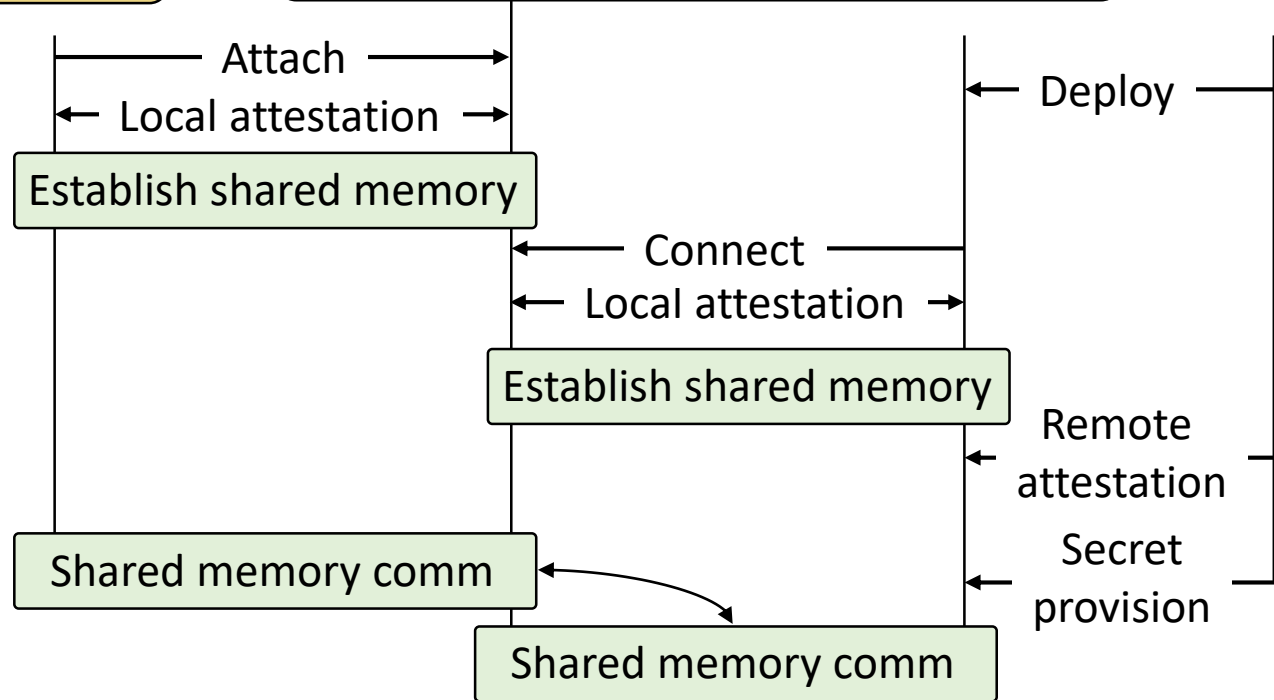 Attach
Deploy
Local attestation
Establish shared memory
Connect
Local attestation
Establish shared memory
Remote
attestation
Shared memory comm
Secret
provision
Shared memory comm